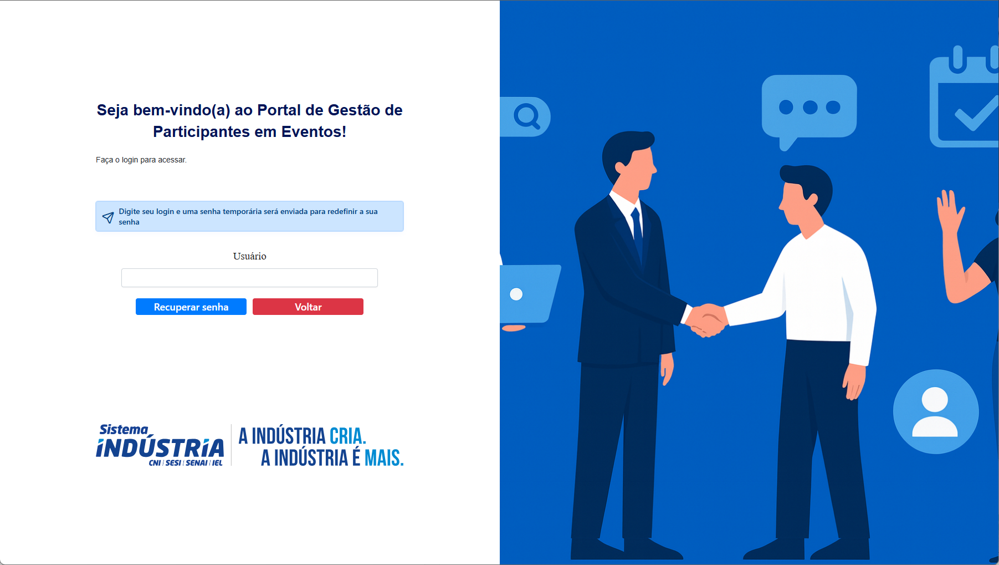 Seja bem-vindo(a) ao Portal de Gestão de
Participantes em Eventos!
Faça o login para acessar.
Digite seu login e uma senha temporária será enviada para redefinir a sua
senha
Usuário
Recuperar senha
Voltar
Sistema
INDÚSTRIA
CNI | SESI | SENAI | IEL
A INDÚSTRIA CRIA.
A INDÚSTRIA É MAIS.